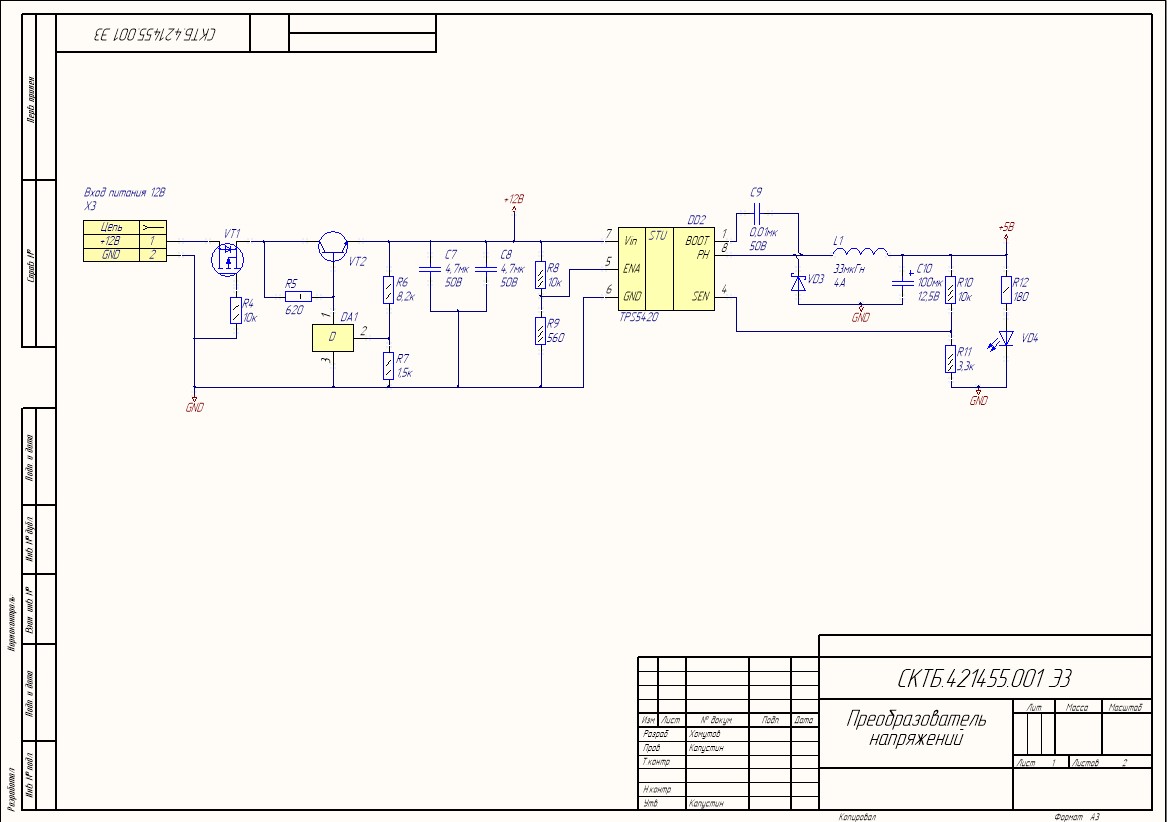 СКТБ.421455.001 Э3
Перв. примен
Справ. №
Подп. и дата
Инв. № дубл.
Взам. инв. №
Подп. и дата
Инв. № подл.
Нормоконтроль
Разработал
Вход питания 12В
X3
Цепь
+12В 1
GND 2
VT1
R4
10к
GND
R5
620
VT2
1
DA1
D
2
3
R6
8,2к
R7
1,5к
C7
4,7мк
50В
C8
4,7мк
50В
+12В
R8
10к
R9
560
7
5
6
DD2
Vin STU BOOT
PH
ENA
GND SEN
TPS5420
1
8
4
C9
0,01мк
50В
VD3
L1
33мкГн
4А
GND
C10
100мк
12,5В
R10
10к
R11
3,3к
+5В
R12
180
VD4
GND
СКТБ.421455.001 Э3
Преобразователь
напряжений
Лит Масса Масштаб
Лист 1 Листов 2
Изм Лист № докум Подп Дата
Разраб Хомутов
Пров Капустин
Т контр
Н контр
Утв Капустин
Копировал Формат А3